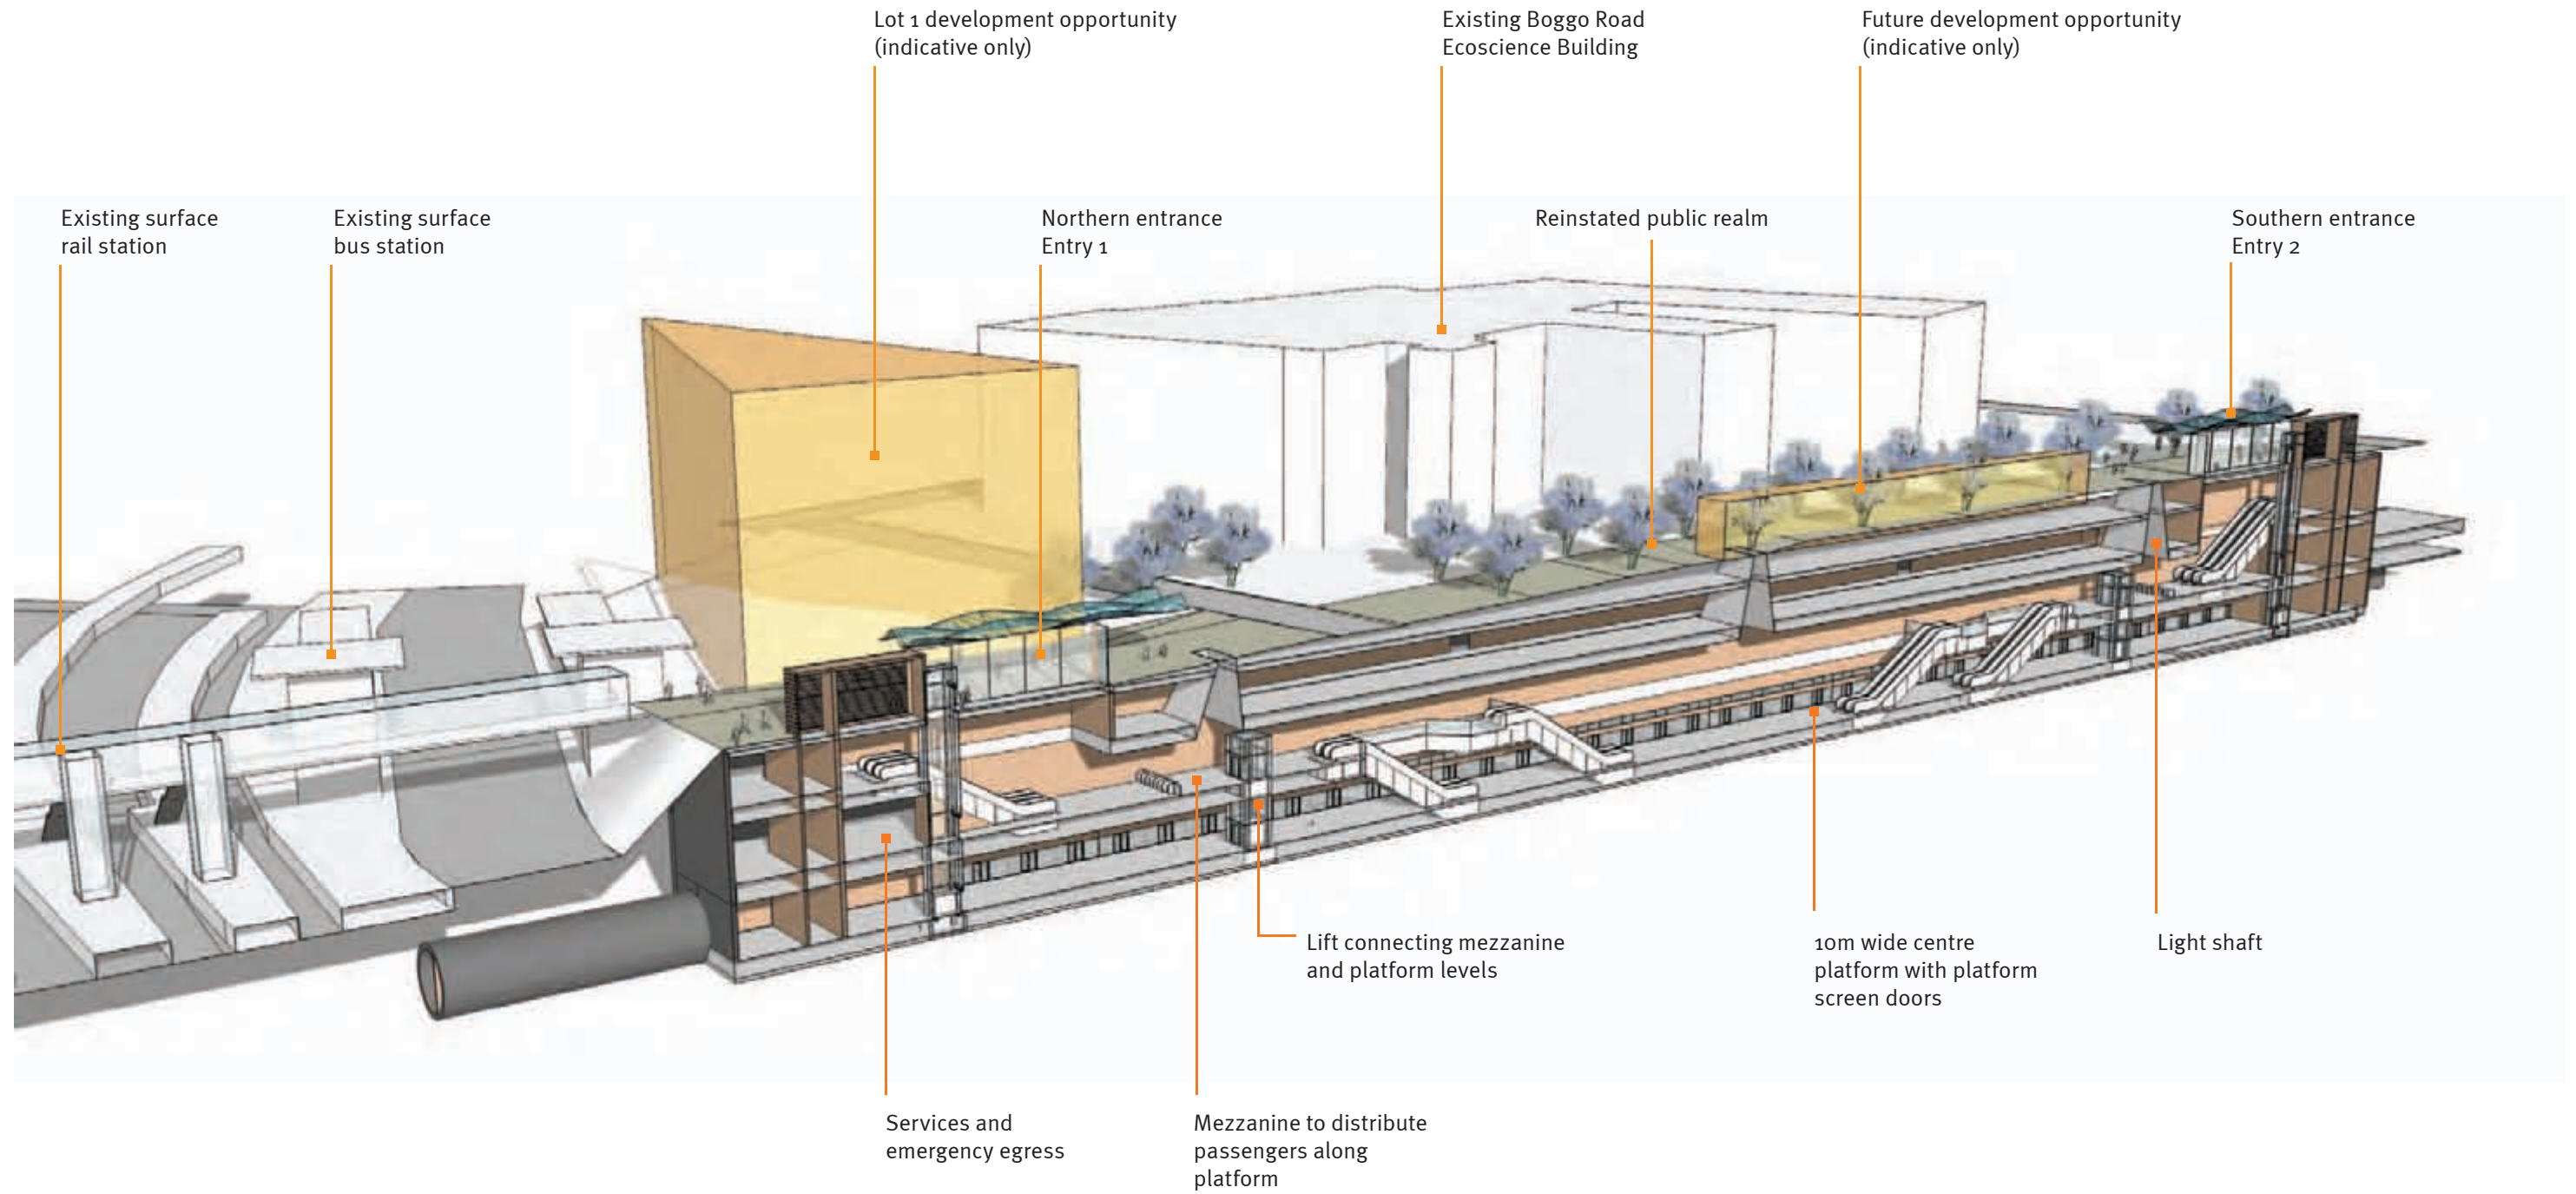 Lot 1 development opportunity
(indicative only)
Existing Boggo Road
Ecoscience Building
Future development opportunity
(indicative only)
Existing surface
rail station
Existing surface
bus station
Northern entrance
Entry 1
Reinstated public realm
Southern entrance
Entry 2
Lift connecting mezzanine
and platform levels
10m wide centre
platform with platform
screen doors
Light shaft
Services and
emergency egress
Mezzanine to distribute
passengers along
platform